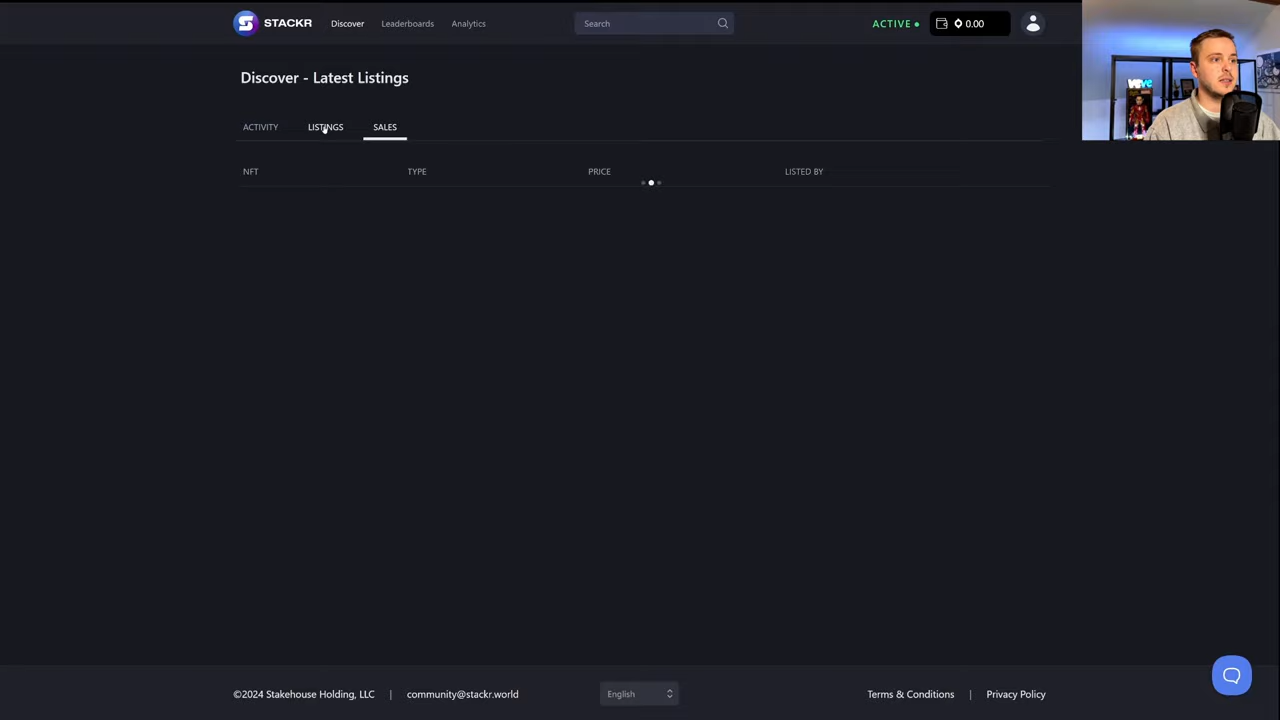 STACKR Discover Leaderboards Analytics Search ACTIVE 0.00
Discover - Latest Listings
ACTIVITY LISTINGS SALES
NFT TYPE PRICE LISTED BY
©2024 Stakehouse Holding, LLC | community@stackr.world English Terms & Conditions | Privacy Policy